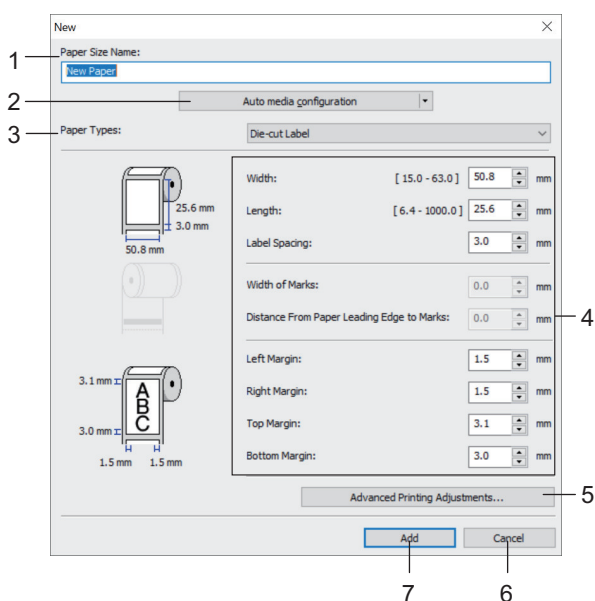 New
Paper Size Name:
1
New Paper
2
Auto media configuration
3
Paper Types:
Die-cut Label
25.6 mm
3.0 mm
50.8 mm
Width: [ 15.0 - 63.0 ] 50.8 mm
Length: [ 6.4 - 1000.0 ] 25.6 mm
Label Spacing: 3.0 mm
Width of Marks: 0.0 mm
Distance From Paper Leading Edge to Marks: 0.0 mm
4
3.1 mm
A
B
C
3.0 mm
1.5 mm 1.5 mm
Left Margin: 1.5 mm
Right Margin: 1.5 mm
Top Margin: 3.1 mm
Bottom Margin: 3.0 mm
Advanced Printing Adjustments...
5
Add Cancel
7 6